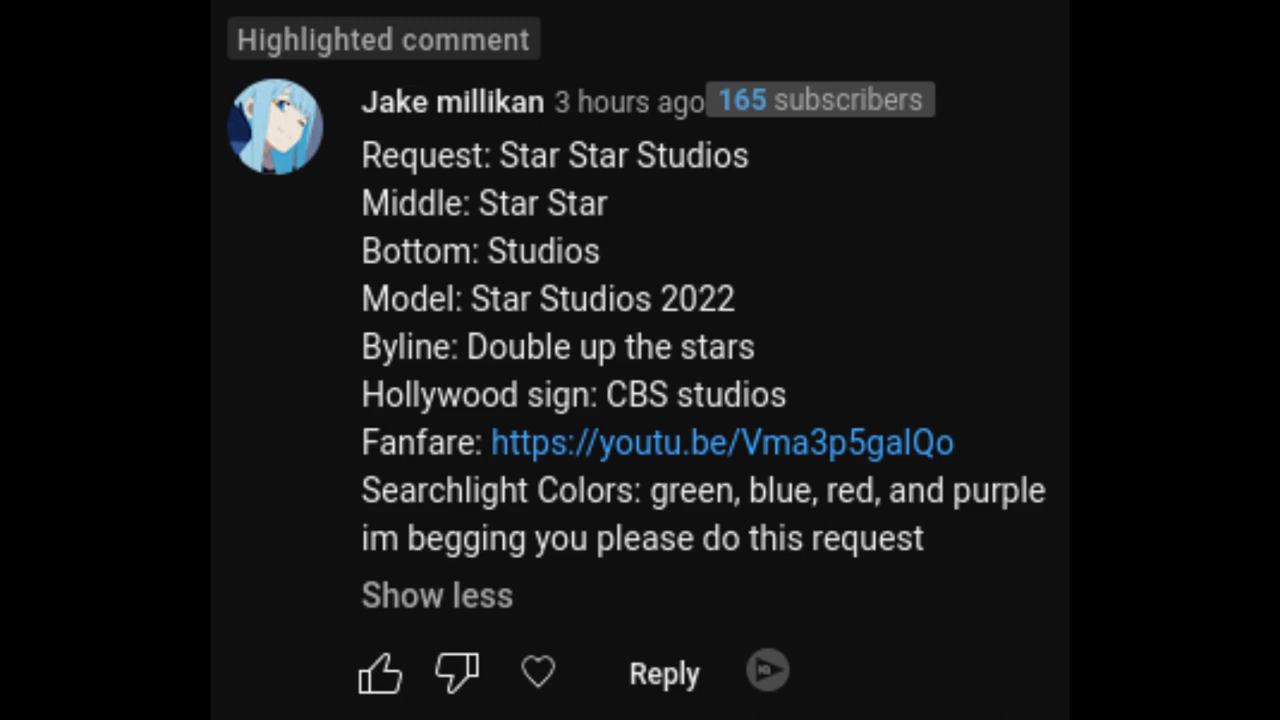 Highlighted comment
Jake millikan 3 hours ago 165 subscribers
Request: Star Star Studios
Middle: Star Star
Bottom: Studios
Model: Star Studios 2022
Byline: Double up the stars
Hollywood sign: CBS studios
Fanfare: https://youtu.be/Vma3p5galQo
Searchlight Colors: green, blue, red, and purple
im begging you please do this request
Show less
Reply